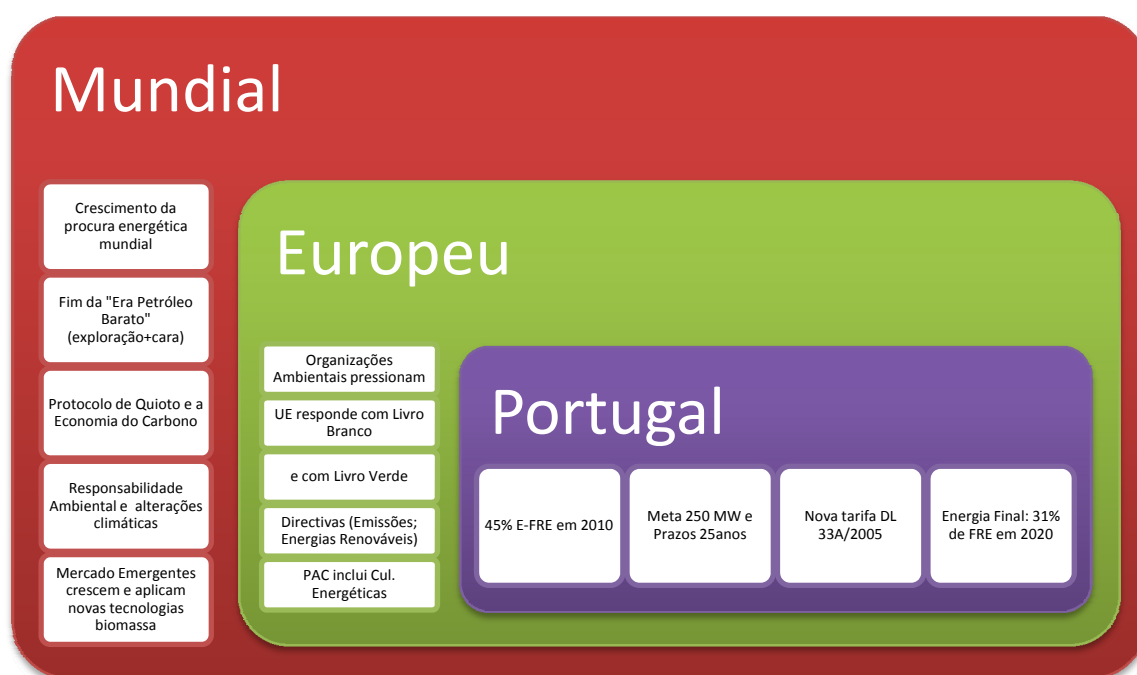 Mundial
Crescimento da
procura energética
mundial
Fim da "Era Petróleo
Barato"
(exploração+cara)
Protocolo de Quioto e a
Economia do Carbono
Responsabilidade
Ambiental e alterações
climáticas
Mercado Emergentes
crescem e aplicam
novas tecnologias
biomassa
Europeu
Organizações
Ambientais pressionam
UE responde com Livro
Branco
e com Livro Verde
Directivas (Emissões;
Energias Renováveis)
PAC inclui Cul.
Energéticas
Portugal
45% E-FRE em 2010
Meta 250 MW e
Prazos 25anos
Nova tarifa DL
33A/2005
Energia Final: 31%
de FRE em 2020